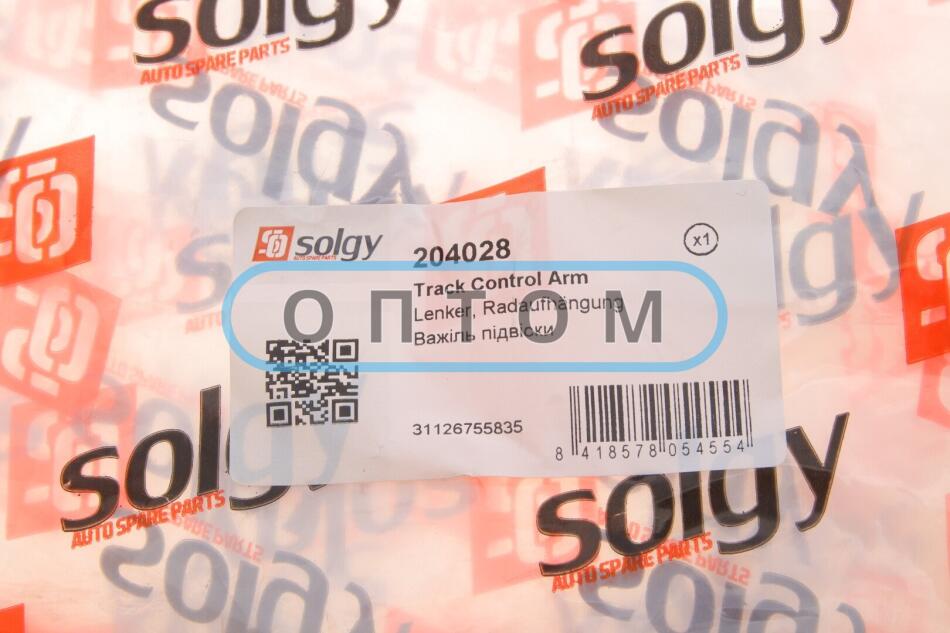 solgy
AUTO SPARE PARTS
solgy
AUTO SPARE PARTS
solgy
AUTO SPARE PARTS
204028
x1
Track Control Arm
Lenker, Radaufhängung
Важіль підвіски
ОПТОМ
31126755835
8 418578 054554
solgy
AUTO SPARE PARTS
solgy
AUTO SPARE PARTS